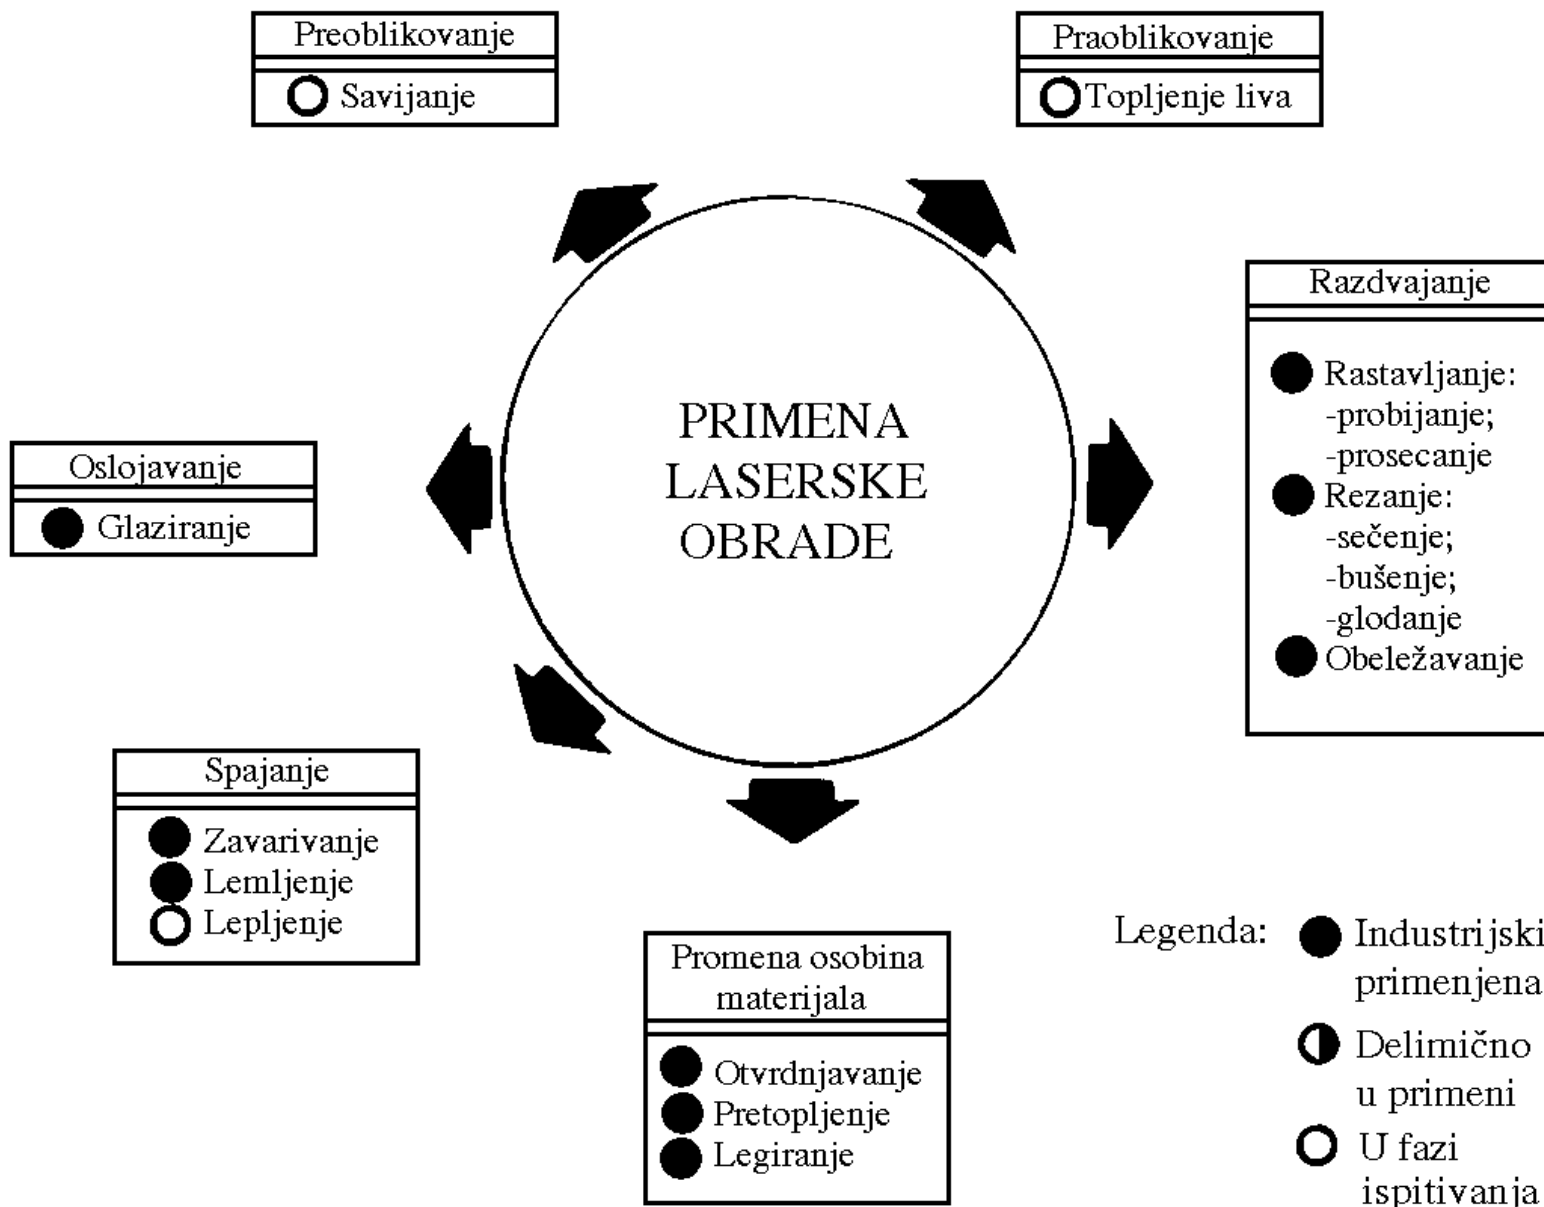 Preoblikovanje
Savijanje
Praoblikovanje
Topljenje liva
Razdvajanje
Rastavljanje:
-probijanje;
-prosecanje
Rezanje:
-sečenje;
-bušenje;
-glodanje
Obeležavanje
PRIMENA
LASERSKE
OBRADE
Oslojavanje
Glaziranje
Spajanje
Zavarivanje
Lemljenje
Lepljenje
Promena osobina
materijala
Otvrdnjavanje
Pretopljenje
Legiranje
Legenda:
Industrijski
primenjena
Delimično
u primeni
U fazi
ispitivanja